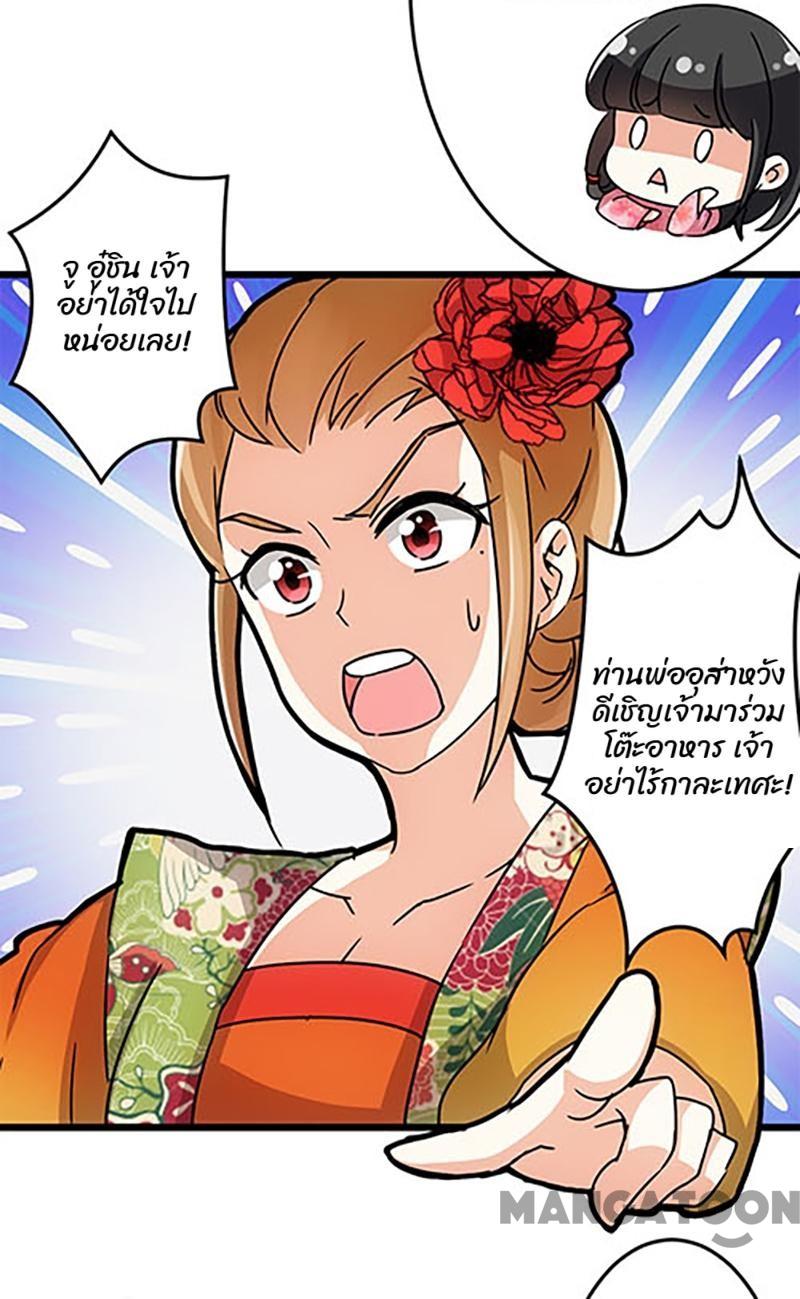 จู อู๋ซิน เจ้า
อย่าได้ใจไป
หน่อยเลย!
ท่านพ่ออุส่าหวัง
ดีเชิญเจ้ามาร่วม
โต๊ะอาหาร เจ้า
อย่าไร้กาละเทศะ!
MANGATOON